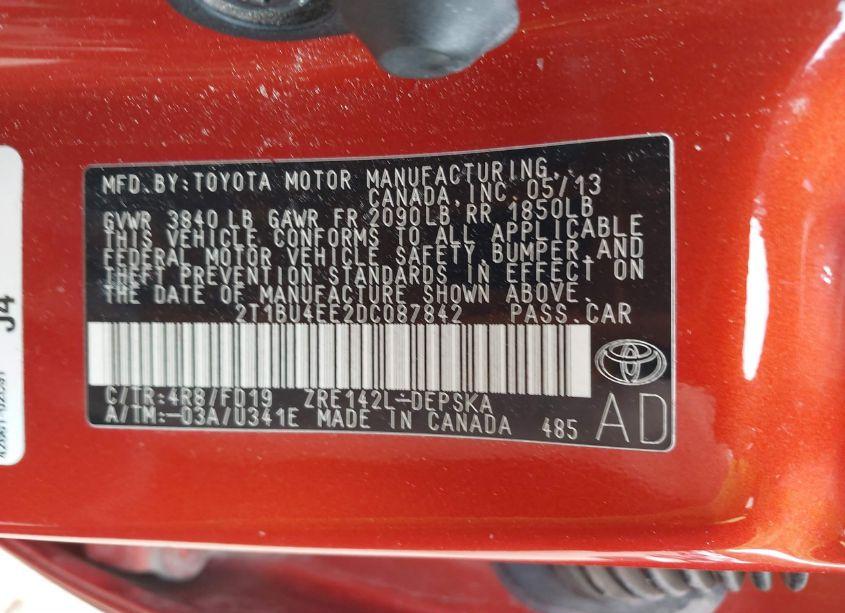 MFD.BY:TOYOTA MOTOR MANUFACTURING,
CANADA, INC. 05/13
GVWR 3840 LB GAWR FR 2090LB RR 1850LB
THIS VEHICLE CONFORMS TO ALL APPLICABLE
FEDERAL MOTOR VEHICLE SAFETY, BUMPER, AND
THEFT PREVENTION STANDARDS IN EFFECT ON
THE DATE OF MANUFACTURE SHOWN ABOVE.
2T1BU4EE2DC087842 PASS.CAR
C/TR:4R8/FD19 ZRE142L-DEPSKA
A/TM:-03A/U341E MADE IN CANADA 485
AD
J4